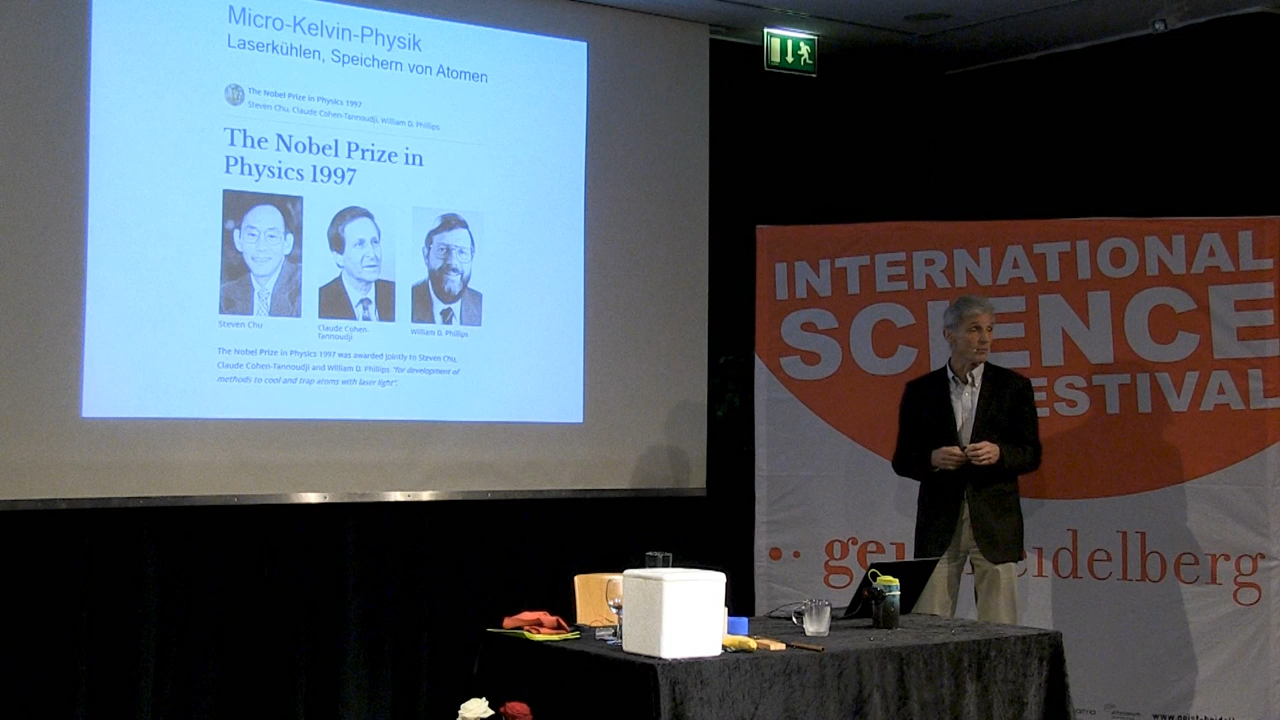 Micro-Kelvin-Physik
Laserkühlen, Speichern von Atomen
The Nobel Prize in Physics 1997
Steven Chu, Claude Cohen-Tannoudji, William D. Phillips
The Nobel Prize in
Physics 1997
Steven Chu
Claude Cohen-
Tannoudji
William D. Phillips
The Nobel Prize in Physics 1997 was awarded jointly to Steven Chu,
Claude Cohen-Tannoudji and William D. Phillips "for development of
methods to cool and trap atoms with laser light".
INTERNATIONAL
SCIENCE
FESTIVAL
heidelberg